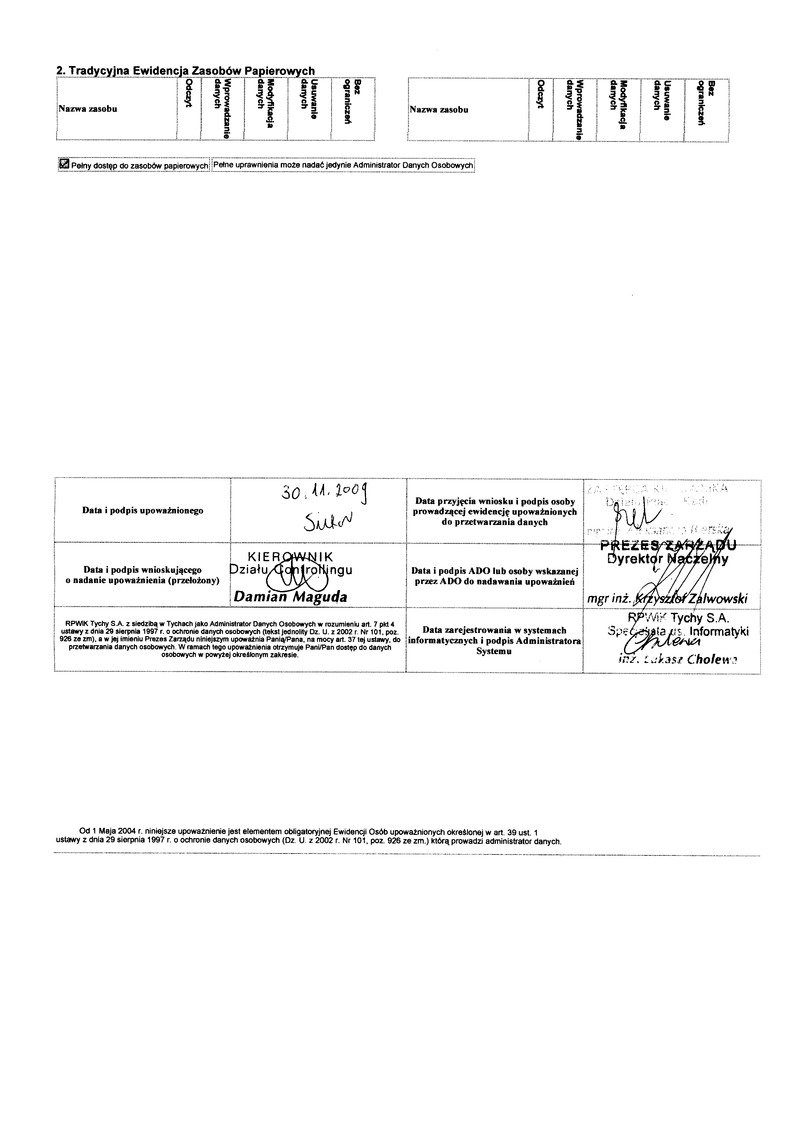 2. Tradycyjna Ewidencja Zasobów Papierowych
Nazwa zasobu
Odczyt
Wprowadzanie danych
Modyfikacja danych
Usuwanie danych
Bez ograniczeń
Nazwa zasobu
Odczyt
Wprowadzanie danych
Modyfikacja danych
Usuwanie danych
Bez ograniczeń
Pełny dostęp do zasobów papierowych Pełne uprawnienia może nadać jedynie Administrator Danych Osobowych
Data i podpis upoważnionego
30.11.2009
Data przyjęcia wniosku i podpis osoby
prowadzącej ewidencję upoważnionych
do przetwarzania danych
Data i podpis wnioskującego
o nadanie upoważnienia (przełożony)
KIEROWNIK
Działu Controllingu
Damian Maguda
Data i podpis ADO lub osoby wskazanej
przez ADO do nadawania upoważnień
PREZES ZARZĄDU
Dyrektor Naczelny
mgr inż. Krzysztof Zalwowski
RPWIK Tychy S.A. z siedzibą w Tychach jako Administrator Danych Osobowych w rozumieniu art. 7 pkt 4
ustawy z dnia 29 sierpnia 1997 r. o ochronie danych osobowych (tekst jednolity Dz. U. z 2002 r. Nr 101, poz.
926 ze zm), a w jej imieniu Prezes Zarządu niniejszym upoważnia Panią/Pana, na mocy art. 37 tej ustawy, do
przetwarzania danych osobowych. W ramach tego upoważnienia otrzymuje Pani/Pan dostęp do danych
osobowych w powyżej określonym zakresie.
Data zarejestrowania w systemach
informatycznych i podpis Administratora
Systemu
RPWiK Tychy S.A.
Specjalista ds. Informatyki
inż. Łukasz Cholewa
Od 1 Maja 2004 r. niniejsze upoważnienie jest elementem obligatoryjnej Ewidencji Osób upoważnionych określonej w art. 39 ust. 1
ustawy z dnia 29 sierpnia 1997 r. o ochronie danych osobowych (Dz. U. z 2002 r. Nr 101, poz. 926 ze zm.) którą prowadzi administrator danych.